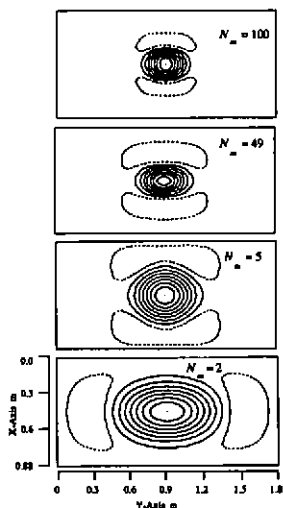 N_m = 100
N_m = 49
N_m = 5
N_m = 2
0.0
0.3
0.6
0.88
X-Axis m
0 0.3 0.6 0.9 1.2 1.5 1.8
Y-Axis m